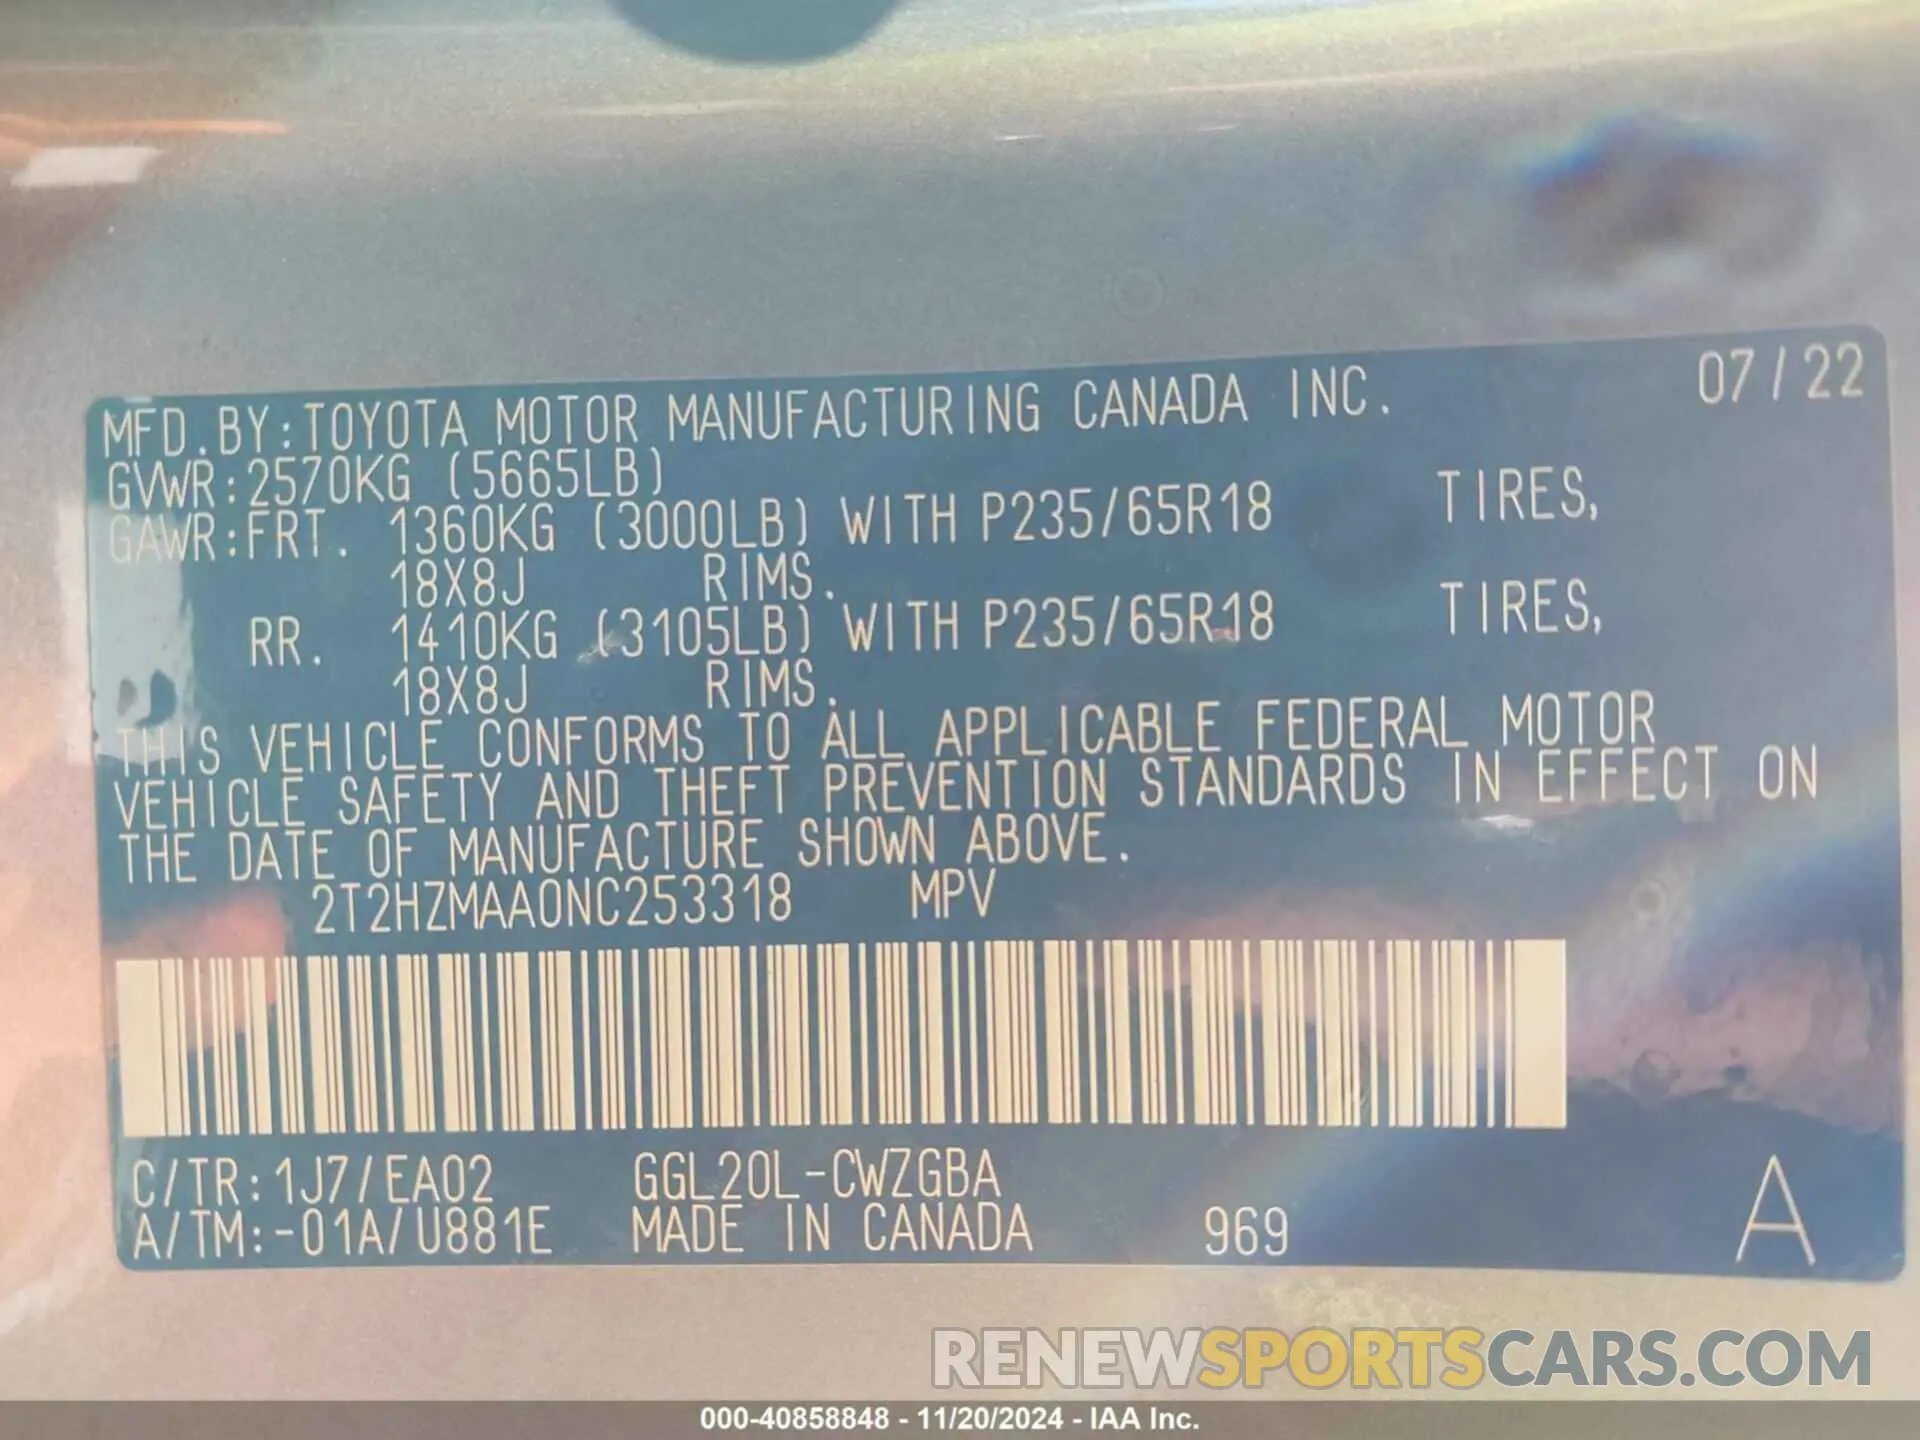 MFD.BY:TOYOTA MOTOR MANUFACTURING CANADA INC. 07/22
GVWR:2570KG (5665LB)
GAWR:FRT. 1360KG (3000LB) WITH P235/65R18 TIRES,
18X8J RIMS.
RR. 1410KG (3105LB) WITH P235/65R18 TIRES,
18X8J RIMS.
THIS VEHICLE CONFORMS TO ALL APPLICABLE FEDERAL MOTOR
VEHICLE SAFETY AND THEFT PREVENTION STANDARDS IN EFFECT ON
THE DATE OF MANUFACTURE SHOWN ABOVE.
2T2HZMAA0NC253318 MPV
C/TR:1J7/EA02 GGL20L-CWZGBA
A/TM:-01A/U881E MADE IN CANADA 969 A
RENEWSPORTSCARS.COM
000-40858848 - 11/20/2024 - IAA Inc.